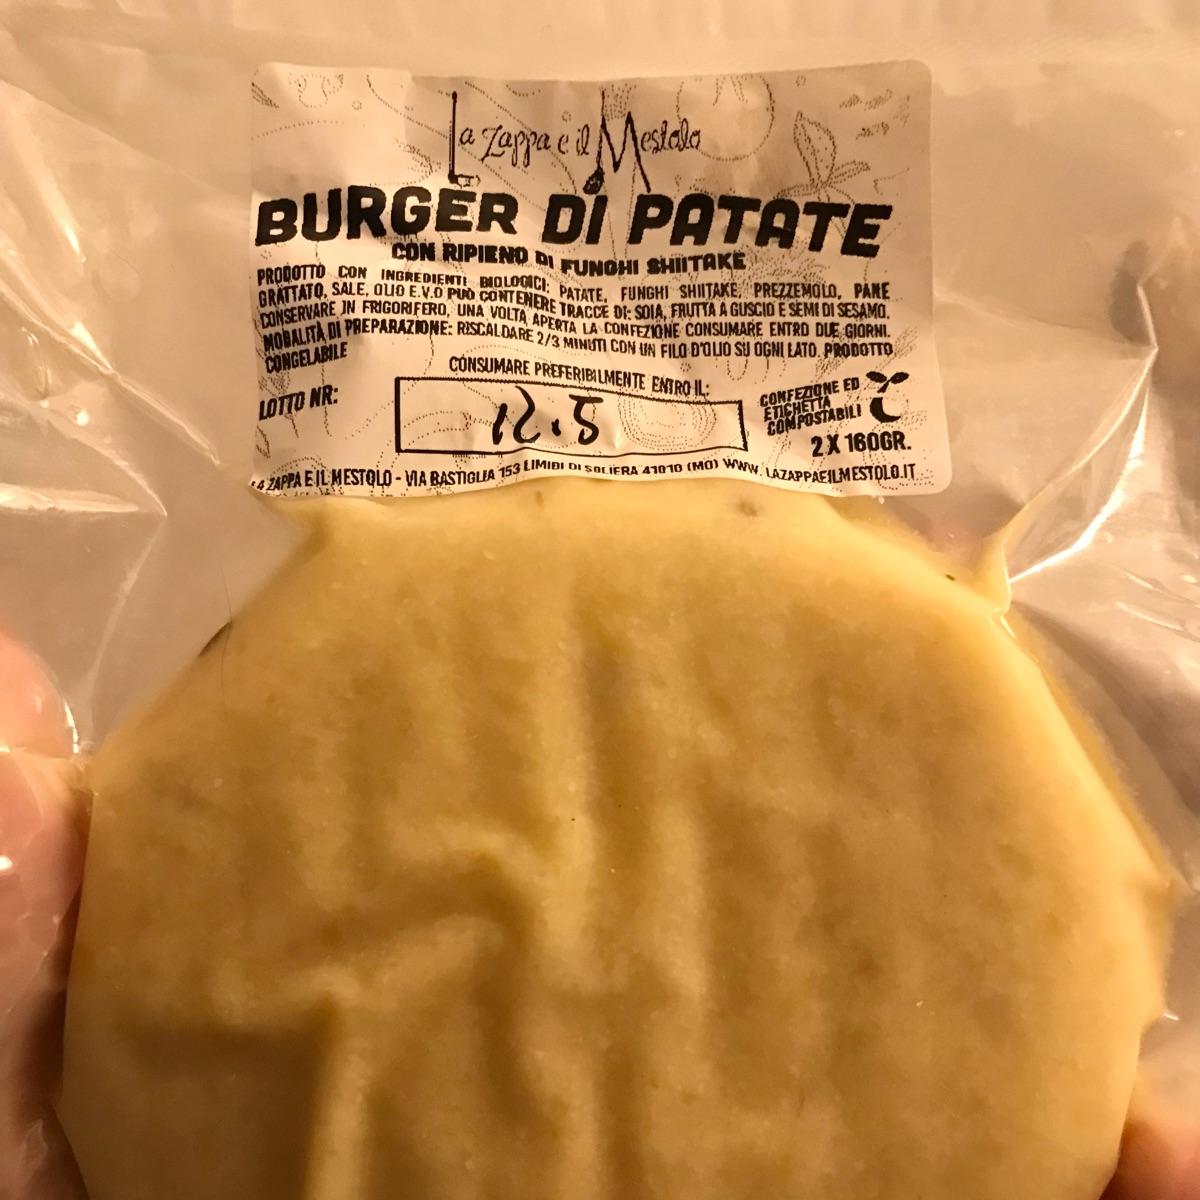 La Zappa e il Mestolo
BURGER DI PATATE
CON RIPIENO DI FUNGHI SHIITAKE
PRODOTTO CON INGREDIENTI BIOLOGICI: PATATE, FUNGHI SHIITAKE, PREZZEMOLO, PANE
GRATTATO, SALE, OLIO E.V.O PUÒ CONTENERE TRACCE DI: SOIA, FRUTTA A GUSCIO E SEMI DI SESAMO.
CONSERVARE IN FRIGORIFERO, UNA VOLTA APERTA LA CONFEZIONE CONSUMARE ENTRO DUE GIORNI.
MODALITÀ DI PREPARAZIONE: RISCALDARE 2/3 MINUTI CON UN FILO D'OLIO SU OGNI LATO. PRODOTTO
CONGELABILE
CONSUMARE PREFERIBILMENTE ENTRO IL:
LOTTO NR:
12.5
CONFEZIONE ED
ETICHETTA
COMPOSTABILI
2 X 160GR.
LA ZAPPA E IL MESTOLO - VIA BASTIGLIA 153 LIMIDI DI SOLIERA 41010 (MO) WWW.LAZAPPAEILMESTOLO.IT